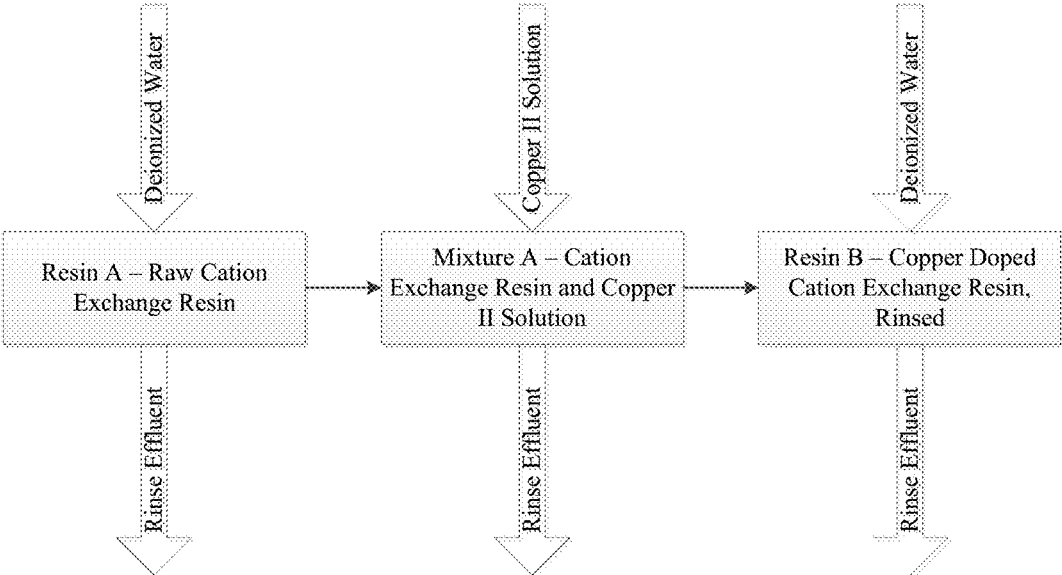 Deionized Water
Copper II Solution
Deionized Water
Resin A – Raw Cation
Exchange Resin
Mixture A – Cation
Exchange Resin and Copper
II Solution
Resin B – Copper Doped
Cation Exchange Resin,
Rinsed
Rinse Effluent
Rinse Effluent
Rinse Effluent